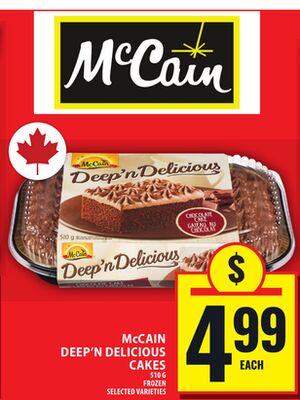 McCain
McCain
Deep'n Delicious
CHOCOLATE CAKE
GÂTEAU AU CHOCOLAT
510 g
McCain
Deep'n Delicious
McCAIN
DEEP'N DELICIOUS
CAKES
510 G
FROZEN
SELECTED VARIETIES
$
4 99
EACH